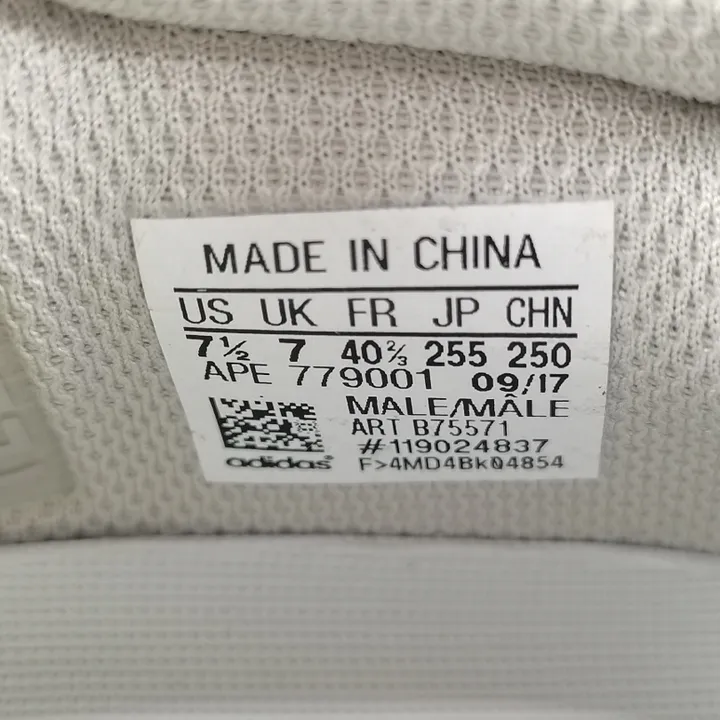 MADE IN CHINA
US UK FR JP CHN
7½ 7 40⅔ 255 250
APE 779001 09/17
MALE/MÂLE
ART B75571
#119024837
adidas F>4MD4BK04854